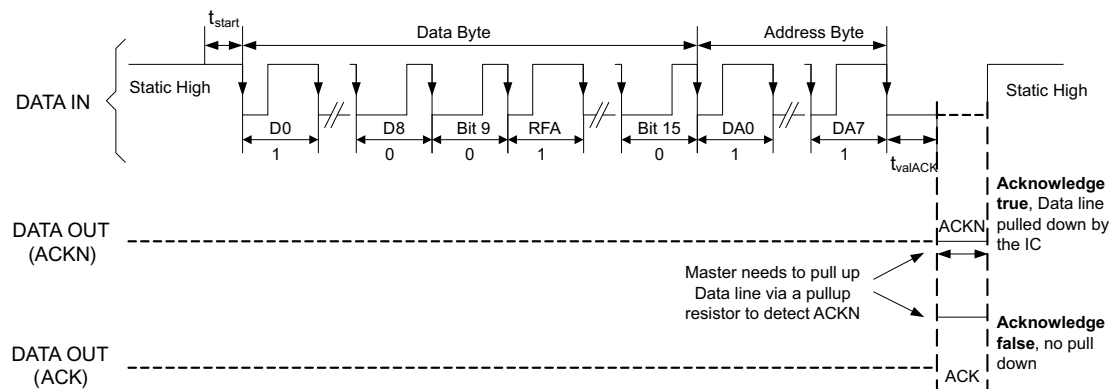 tstart
Data Byte
Address Byte
DATA IN
Static High
Static High
D0
D8
Bit 9
RFA
Bit 15
DA0
DA7
1
0
0
1
0
1
1
tvalACK
Acknowledge
true, Data line
pulled down by
the IC
DATA OUT
(ACKN)
ACKN
Master needs to pull up
Data line via a pullup
resistor to detect ACKN
Acknowledge
false, no pull
down
DATA OUT
(ACK)
ACK